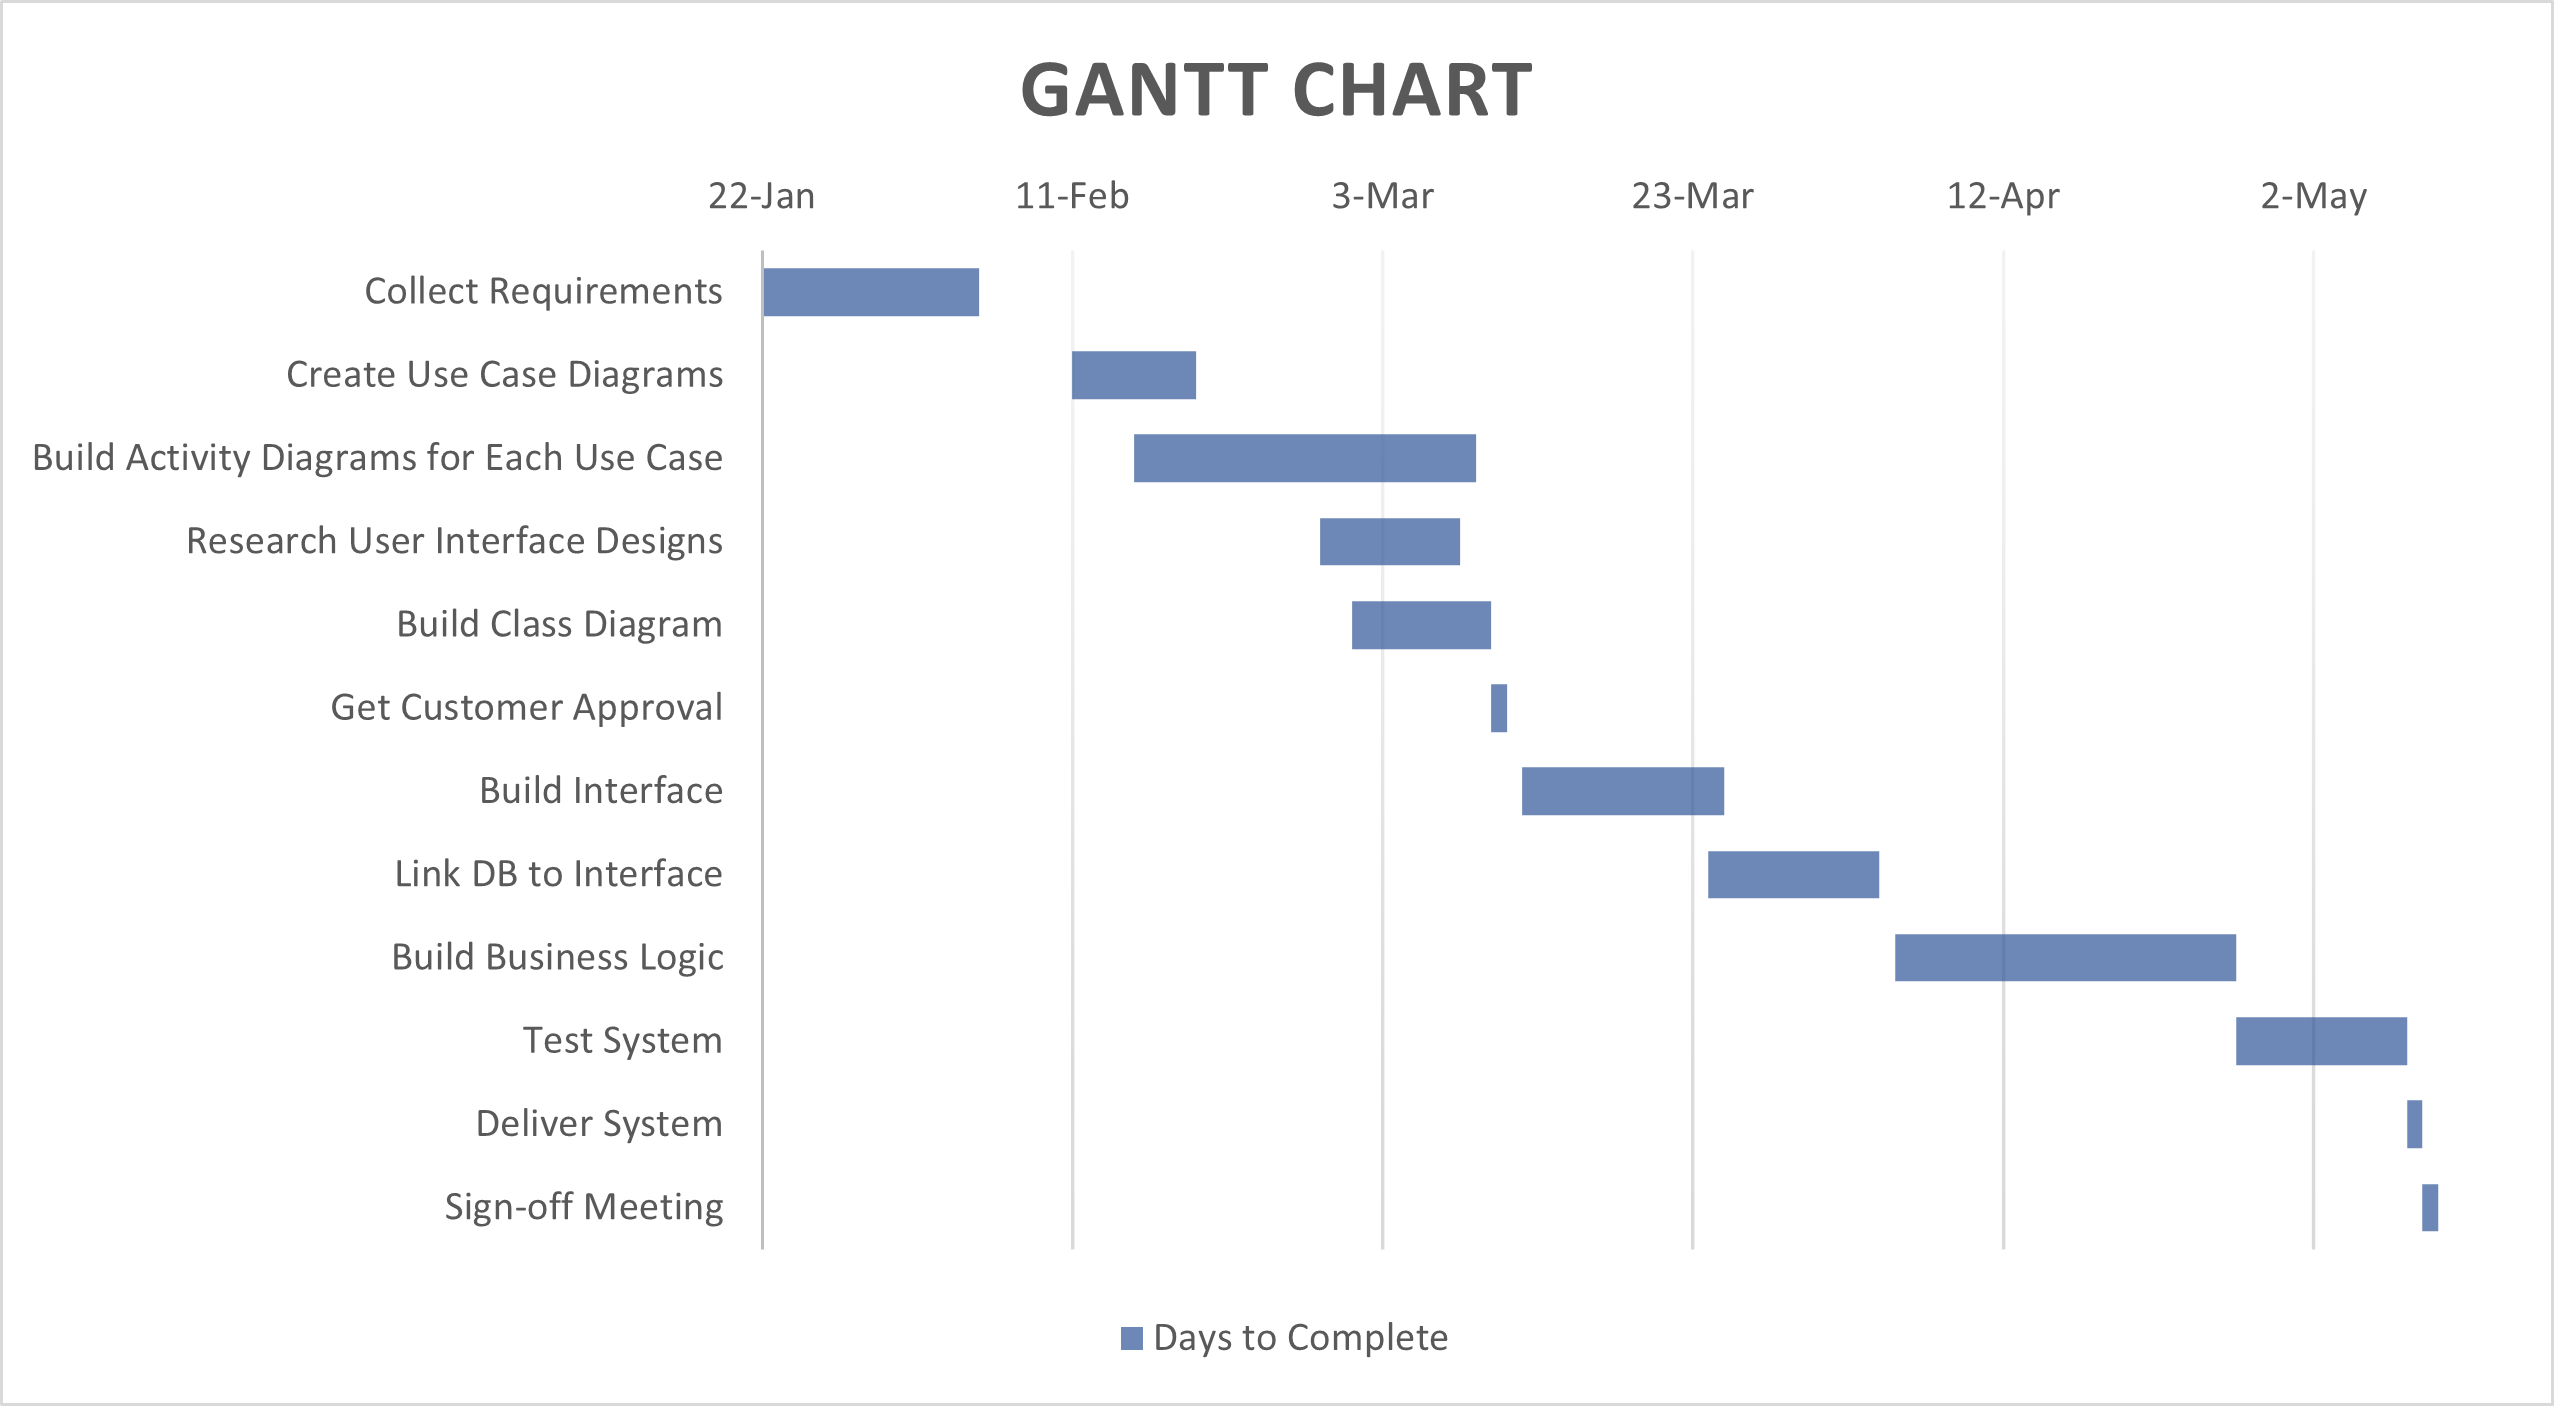 GANTT CHART
22-Jan 11-Feb 3-Mar 23-Mar 12-Apr 2-May
Collect Requirements
Create Use Case Diagrams
Build Activity Diagrams for Each Use Case
Research User Interface Designs
Build Class Diagram
Get Customer Approval
Build Interface
Link DB to Interface
Build Business Logic
Test System
Deliver System
Sign-off Meeting
Days to Complete